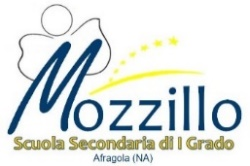 Mozzillo
Scuola Secondaria di I Grado
Afragola (NA)